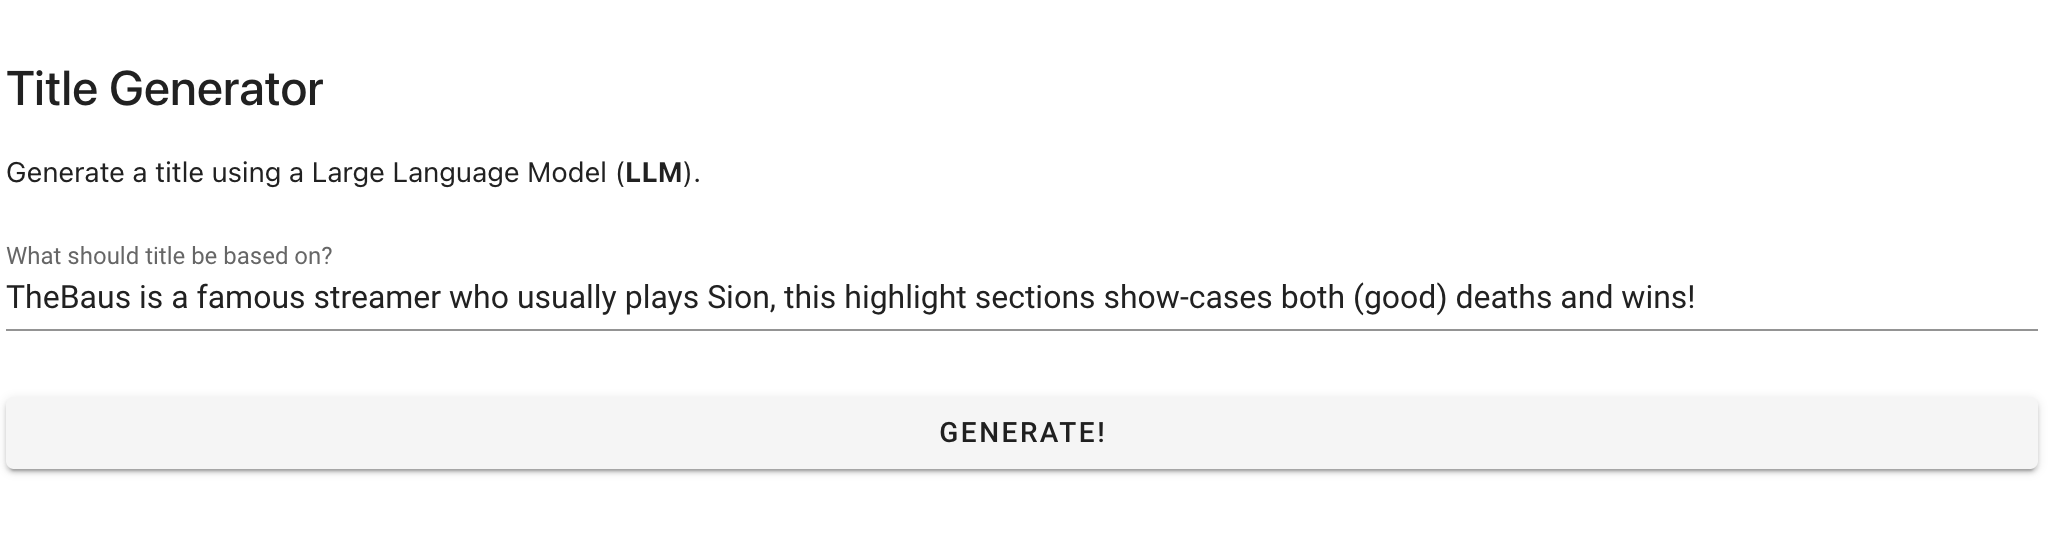 Title Generator
Generate a title using a Large Language Model (LLM).
What should title be based on?
TheBaus is a famous streamer who usually plays Sion, this highlight sections show-cases both (good) deaths and wins!
GENERATE!